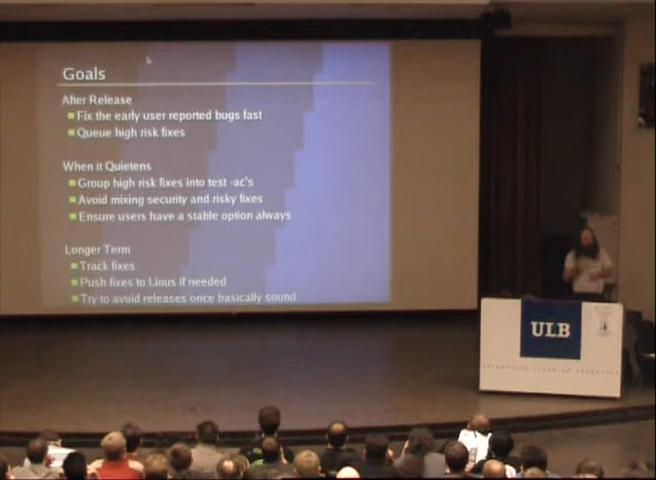 Goals
After Release
Fix the early user reported bugs fast
Queue high risk fixes
When it Quietens
Group high risk fixes into test -ac's
Avoid mixing security and risky fixes
Ensure users have a stable option always
Longer Term
Track fixes
Push fixes to Linus if needed
Try to avoid releases once basically sound
ULB